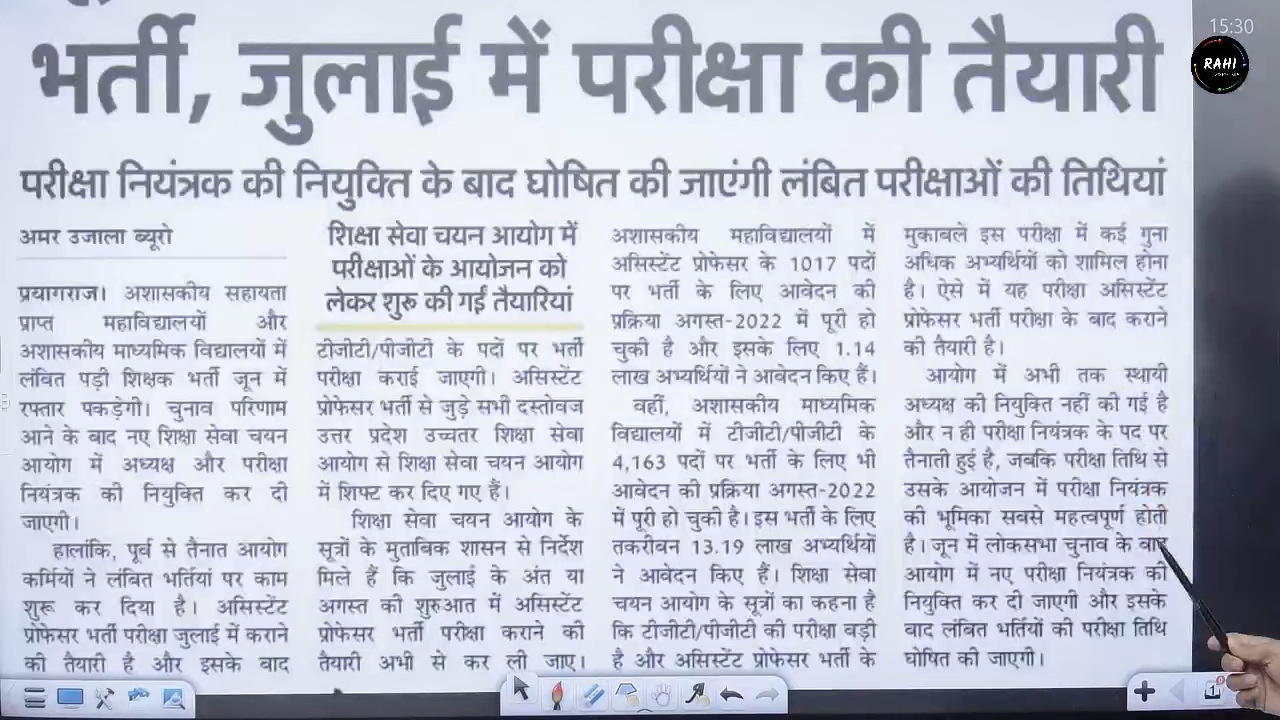 भर्ती, जुलाई में परीक्षा की तैयारी
परीक्षा नियंत्रक की नियुक्ति के बाद घोषित की जाएंगी लंबित परीक्षाओं की तिथियां
अमर उजाला ब्यूरो
प्रयागराज। अशासकीय सहायता
प्राप्त महाविद्यालयों और
अशासकीय माध्यमिक विद्यालयों में
लंबित पड़ी शिक्षक भर्ती जून में
रफ्तार पकड़ेगी। चुनाव परिणाम
आने के बाद नए शिक्षा सेवा चयन
आयोग में अध्यक्ष और परीक्षा
नियंत्रक की नियुक्ति कर दी
जाएगी।
हालांकि, पूर्व से तैनात आयोग
कर्मियों ने लंबित भर्तियों पर काम
शुरू कर दिया है। असिस्टेंट
प्रोफेसर भर्ती परीक्षा जुलाई में कराने
की तैयारी है और इसके बाद
शिक्षा सेवा चयन आयोग में
परीक्षाओं के आयोजन को
लेकर शुरू की गईं तैयारियां
टीजीटी/पीजीटी के पदों पर भर्ती
परीक्षा कराई जाएगी। असिस्टेंट
प्रोफेसर भर्ती से जुड़े सभी दस्तावेज
उत्तर प्रदेश उच्चतर शिक्षा सेवा
आयोग से शिक्षा सेवा चयन आयोग
में शिफ्ट कर दिए गए हैं।
शिक्षा सेवा चयन आयोग के
सूत्रों के मुताबिक शासन से निर्देश
मिले हैं कि जुलाई के अंत या
अगस्त की शुरुआत में असिस्टेंट
प्रोफेसर भर्ती परीक्षा कराने की
तैयारी अभी से कर ली जाए।
अशासकीय महाविद्यालयों में
असिस्टेंट प्रोफेसर के 1017 पदों
पर भर्ती के लिए आवेदन की
प्रक्रिया अगस्त-2022 में पूरी हो
चुकी है और इसके लिए 1.14
लाख अभ्यर्थियों ने आवेदन किए हैं।
वहीं, अशासकीय माध्यमिक
विद्यालयों में टीजीटी/पीजीटी के
4,163 पदों पर भर्ती के लिए भी
आवेदन की प्रक्रिया अगस्त-2022
में पूरी हो चुकी है। इस भर्ती के लिए
तकरीबन 13.19 लाख अभ्यर्थियों
ने आवेदन किए हैं। शिक्षा सेवा
चयन आयोग के सूत्रों का कहना है
कि टीजीटी/पीजीटी की परीक्षा बड़ी
है और असिस्टेंट प्रोफेसर भर्ती के
मुकाबले इस परीक्षा में कई गुना
अधिक अभ्यर्थियों को शामिल होना
है। ऐसे में यह परीक्षा असिस्टेंट
प्रोफेसर भर्ती परीक्षा के बाद कराने
की तैयारी है।
आयोग में अभी तक स्थायी
अध्यक्ष की नियुक्ति नहीं की गई है
और न ही परीक्षा नियंत्रक के पद पर
तैनाती हुई है, जबकि परीक्षा तिथि से
उसके आयोजन में परीक्षा नियंत्रक
की भूमिका सबसे महत्वपूर्ण होती
है। जून में लोकसभा चुनाव के बाद
आयोग में नए परीक्षा नियंत्रक की
नियुक्ति कर दी जाएगी और इसके
बाद लंबित भर्तियों की परीक्षा तिथि
घोषित की जाएगी।
15:30
RAHI
1